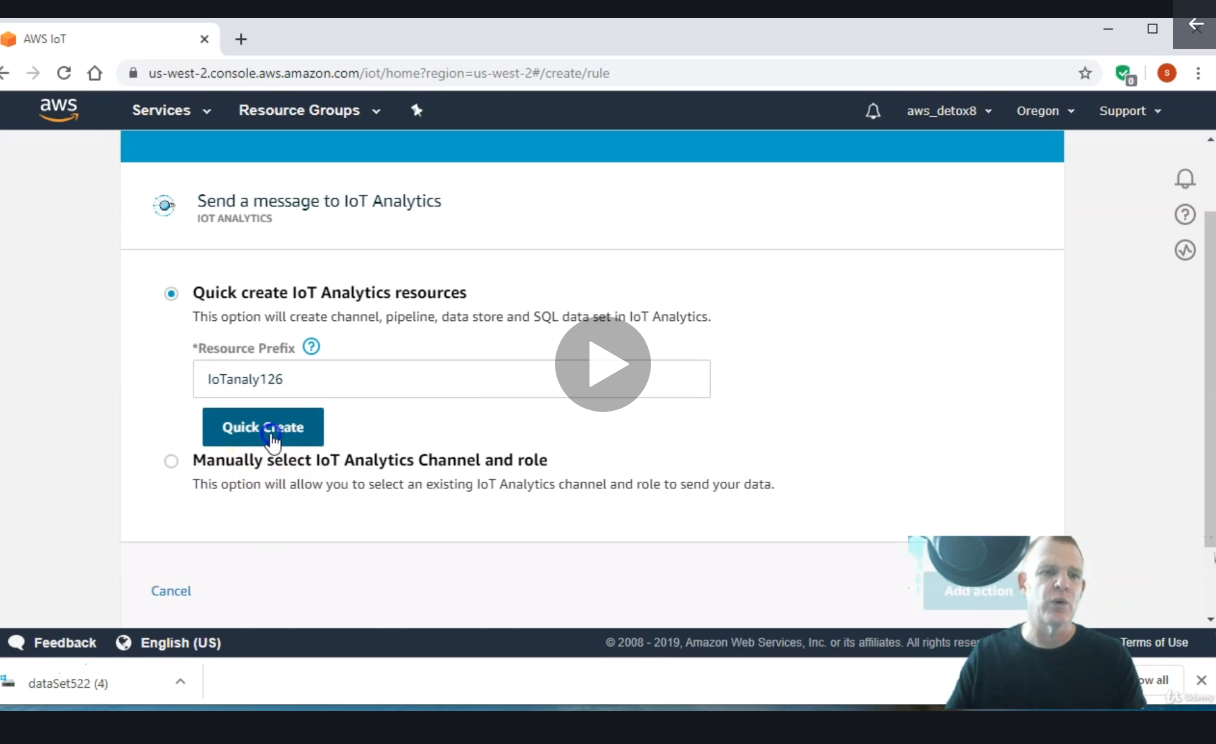 AWS IoT
us-west-2.console.aws.amazon.com/iot/home?region=us-west-2#/create/rule
S
0
aws Services Resource Groups aws_detox8 Oregon Support
Send a message to IoT Analytics
IOT ANALYTICS
Quick create IoT Analytics resources
This option will create channel, pipeline, data store and SQL data set in IoT Analytics.
*Resource Prefix ?
IoTanaly126
Quick Create
Manually select IoT Analytics Channel and role
This option will allow you to select an existing IoT Analytics channel and role to send your data.
Cancel Add action
Feedback English (US) © 2008 - 2019, Amazon Web Services, Inc. or its affiliates. All rights Terms of Use
dataSet522 (4) all
Udemy